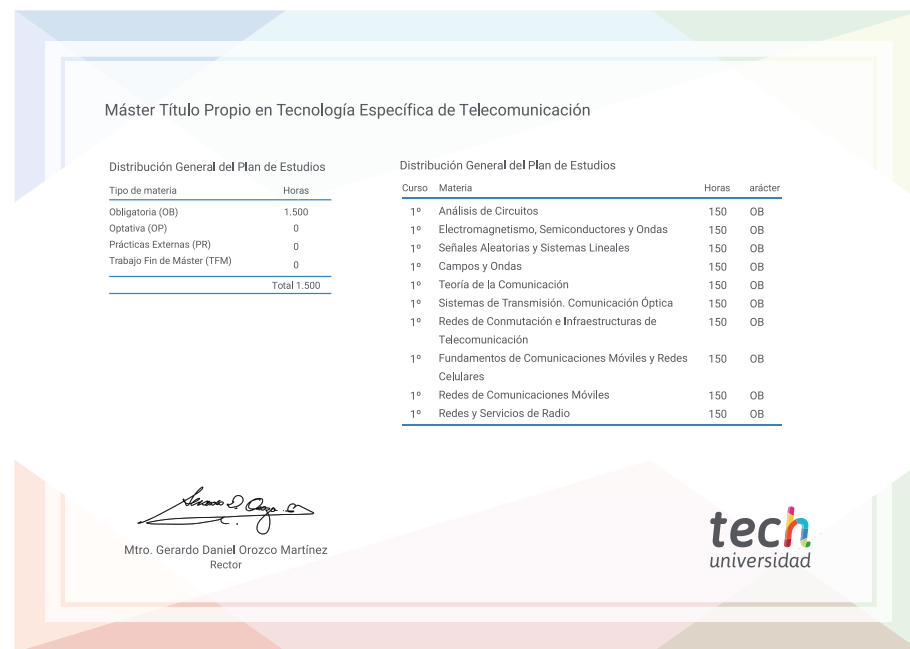 Máster Título Propio en Tecnología Específica de Telecomunicación
Distribución General del Plan de Estudios
Tipo de materia Horas
Obligatoria (OB) 1.500
Optativa (OP) 0
Prácticas Externas (PR) 0
Trabajo Fin de Máster (TFM) 0
Total 1.500
Distribución General del Plan de Estudios
Curso Materia Horas arácter
1º Análisis de Circuitos 150 OB
1º Electromagnetismo, Semiconductores y Ondas 150 OB
1º Señales Aleatorias y Sistemas Lineales 150 OB
1º Campos y Ondas 150 OB
1º Teoría de la Comunicación 150 OB
1º Sistemas de Transmisión. Comunicación Óptica 150 OB
1º Redes de Conmutación e Infraestructuras de 150 OB
Telecomunicación
1º Fundamentos de Comunicaciones Móviles y Redes 150 OB
Celulares
1º Redes de Comunicaciones Móviles 150 OB
1º Redes y Servicios de Radio 150 OB
Mtro. Gerardo Daniel Orozco Martínez
Rector
tech
universidad